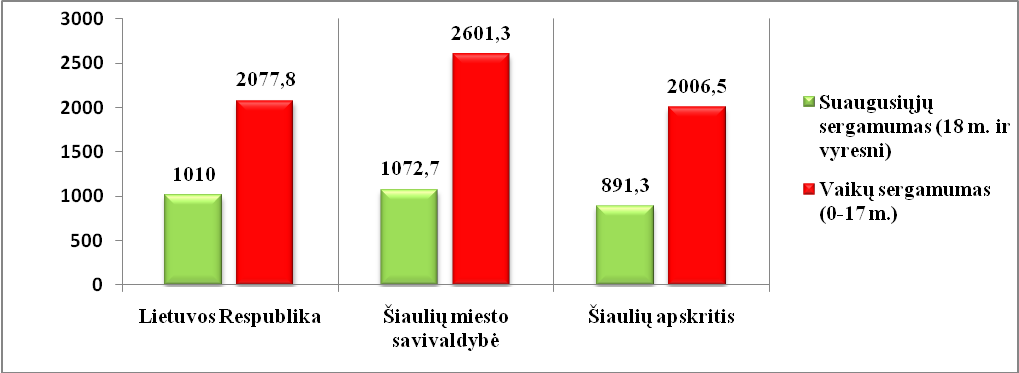 3000
2500
2000
1500
1000
500
0
1010
2077,8
1072,7
2601,3
891,3
2006,5
Lietuvos Respublika
Šiaulių miesto
savivaldybė
Šiaulių apskritis
Suaugusiųjų
sergamumas (18 m. ir
vyresni)
Vaikų sergamumas
(0-17 m.)